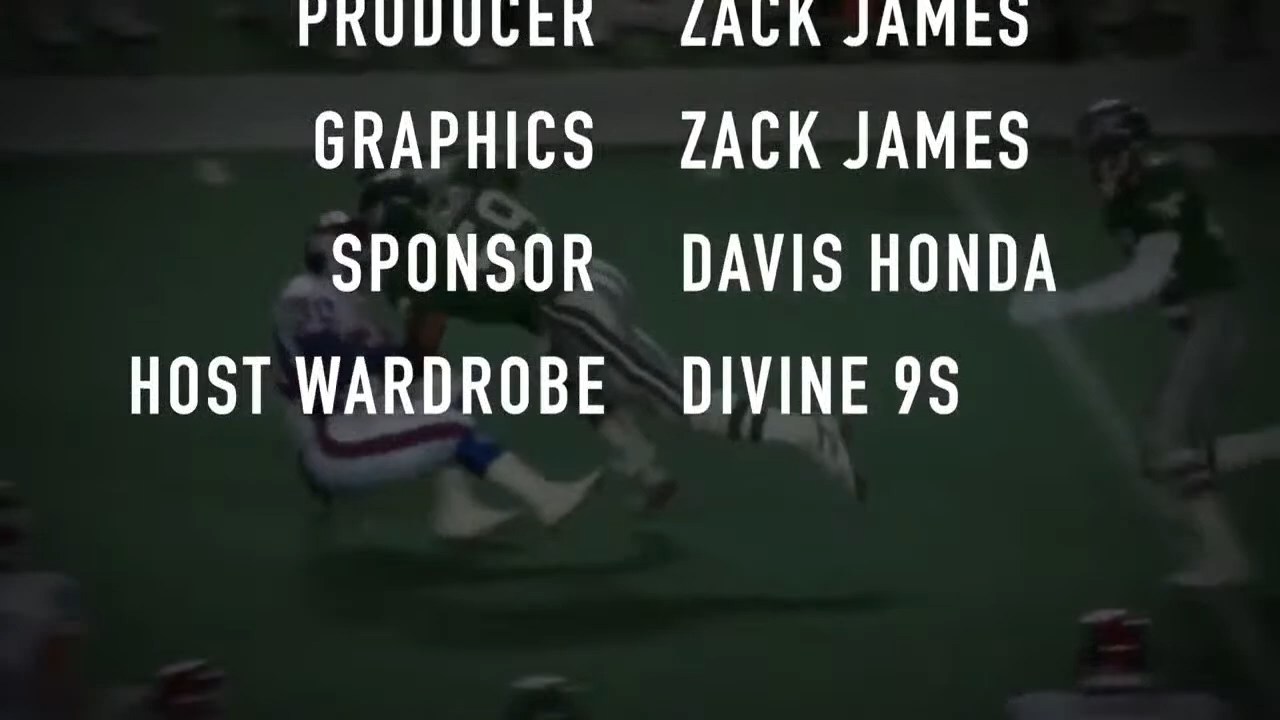 PRODUCER ZACK JAMES
GRAPHICS ZACK JAMES
SPONSOR DAVIS HONDA
HOST WARDROBE DIVINE 9S